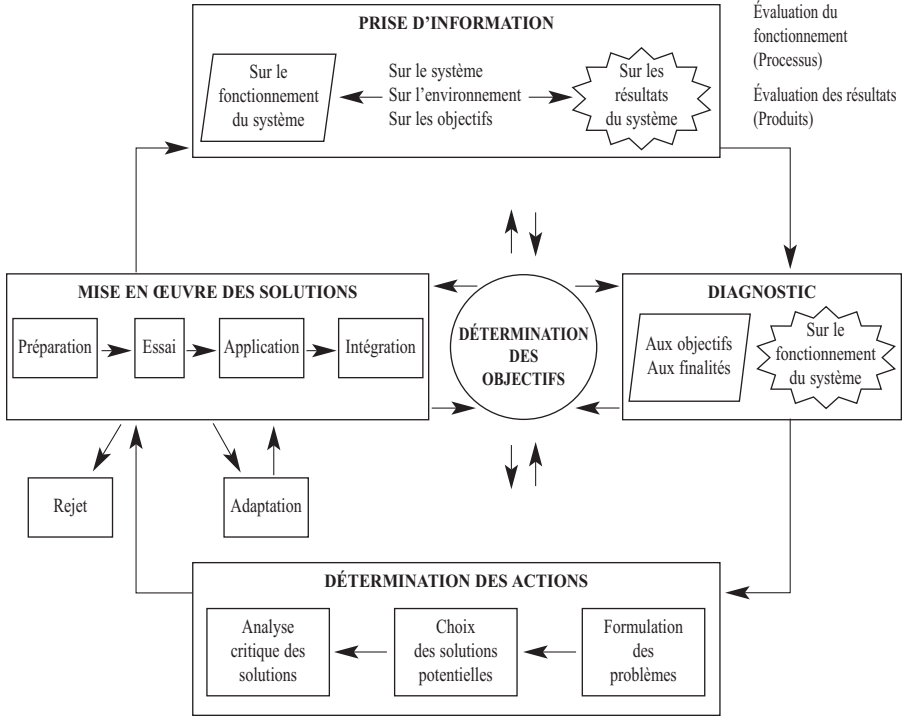 PRISE D'INFORMATION
Sur le
fonctionnement
du système
Sur le système
Sur l'environnement
Sur les objectifs
Sur les
résultats
du système
Évaluation du
fonctionnement
(Processus)
Évaluation des résultats
(Produits)
MISE EN ŒUVRE DES SOLUTIONS
Préparation
Essai
Application
Intégration
DÉTERMINATION
DES
OBJECTIFS
DIAGNOSTIC
Aux objectifs
Aux finalités
Sur le
fonctionnement
du système
Rejet
Adaptation
DÉTERMINATION DES ACTIONS
Analyse
critique des
solutions
Choix
des solutions
potentielles
Formulation
des
problèmes